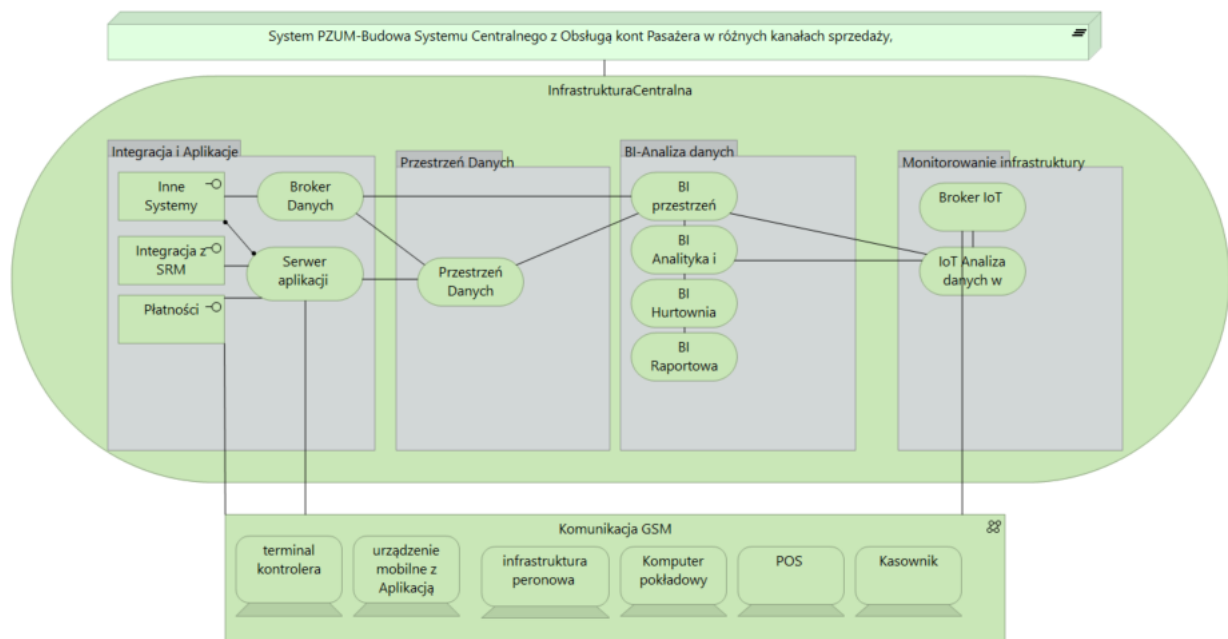 System PZUM-Budowa Systemu Centralnego z Obsługą kont Pasażera w różnych kanałach sprzedaży,
InfrastrukturaCentralna
Integracja i Aplikacje
Inne
Systemy
Broker
Danych
Integracja z
SRM
Serwer
aplikacji
Płatności
Przestrzeń Danych
Przestrzeń
Danych
BI-Analiza danych
BI
przestrzeń
BI
Analityka i
BI
Hurtownia
BI
Raportowa
Monitorowanie infrastruktury
Broker IoT
IoT Analiza
danych w
Komunikacja GSM
terminal
kontrolera
urządzenie
mobilne z
Aplikacją
infrastruktura
peronowa
Komputer
pokładowy
POS
Kasownik